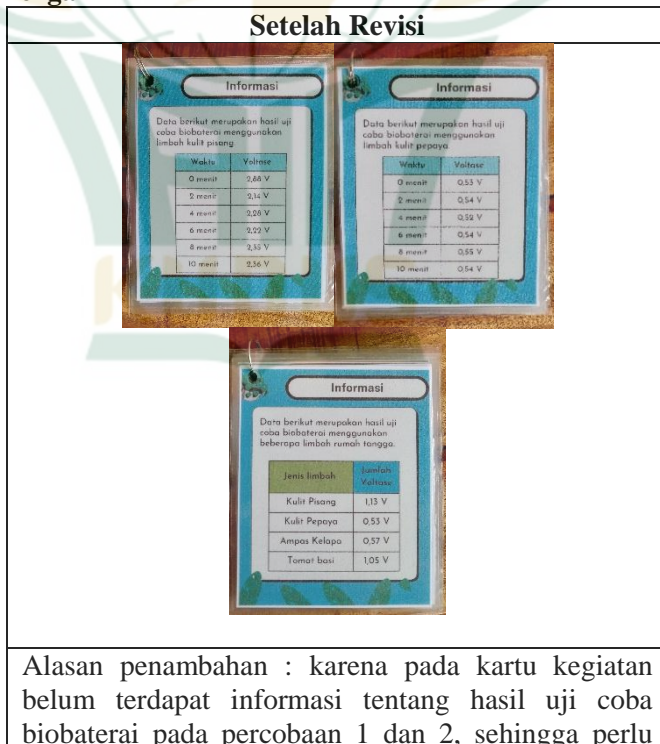 Setelah Revisi
Informasi
Data berikut merupakan hasil uji
coba biobaterai menggunakan
limbah kulit pisang
Waktu Voltase
0 menit 2,88 V
2 menit 2,14 V
4 menit 2,28 V
6 menit 2,22 V
8 menit 2,35 V
10 menit 2,36 V
Informasi
Data berikut merupakan hasil uji
coba biobaterai menggunakan
limbah kulit pepaya
Waktu Voltase
0 menit 0,53 V
2 menit 0,54 V
4 menit 0,52 V
6 menit 0,54 V
8 menit 0,55 V
10 menit 0,54 V
Informasi
Data berikut merupakan hasil uji
coba biobaterai menggunakan
beberapa limbah rumah tangga.
Jenis limbah Jumlah
Voltase
Kulit Pisang 1,13 V
Kulit Pepaya 0,53 V
Ampas Kelapa 0,57 V
Tomat basi 1,05 V
Alasan penambahan : karena pada kartu kegiatan
belum terdapat informasi tentang hasil uji coba
biobaterai pada percobaan 1 dan 2, sehingga perlu